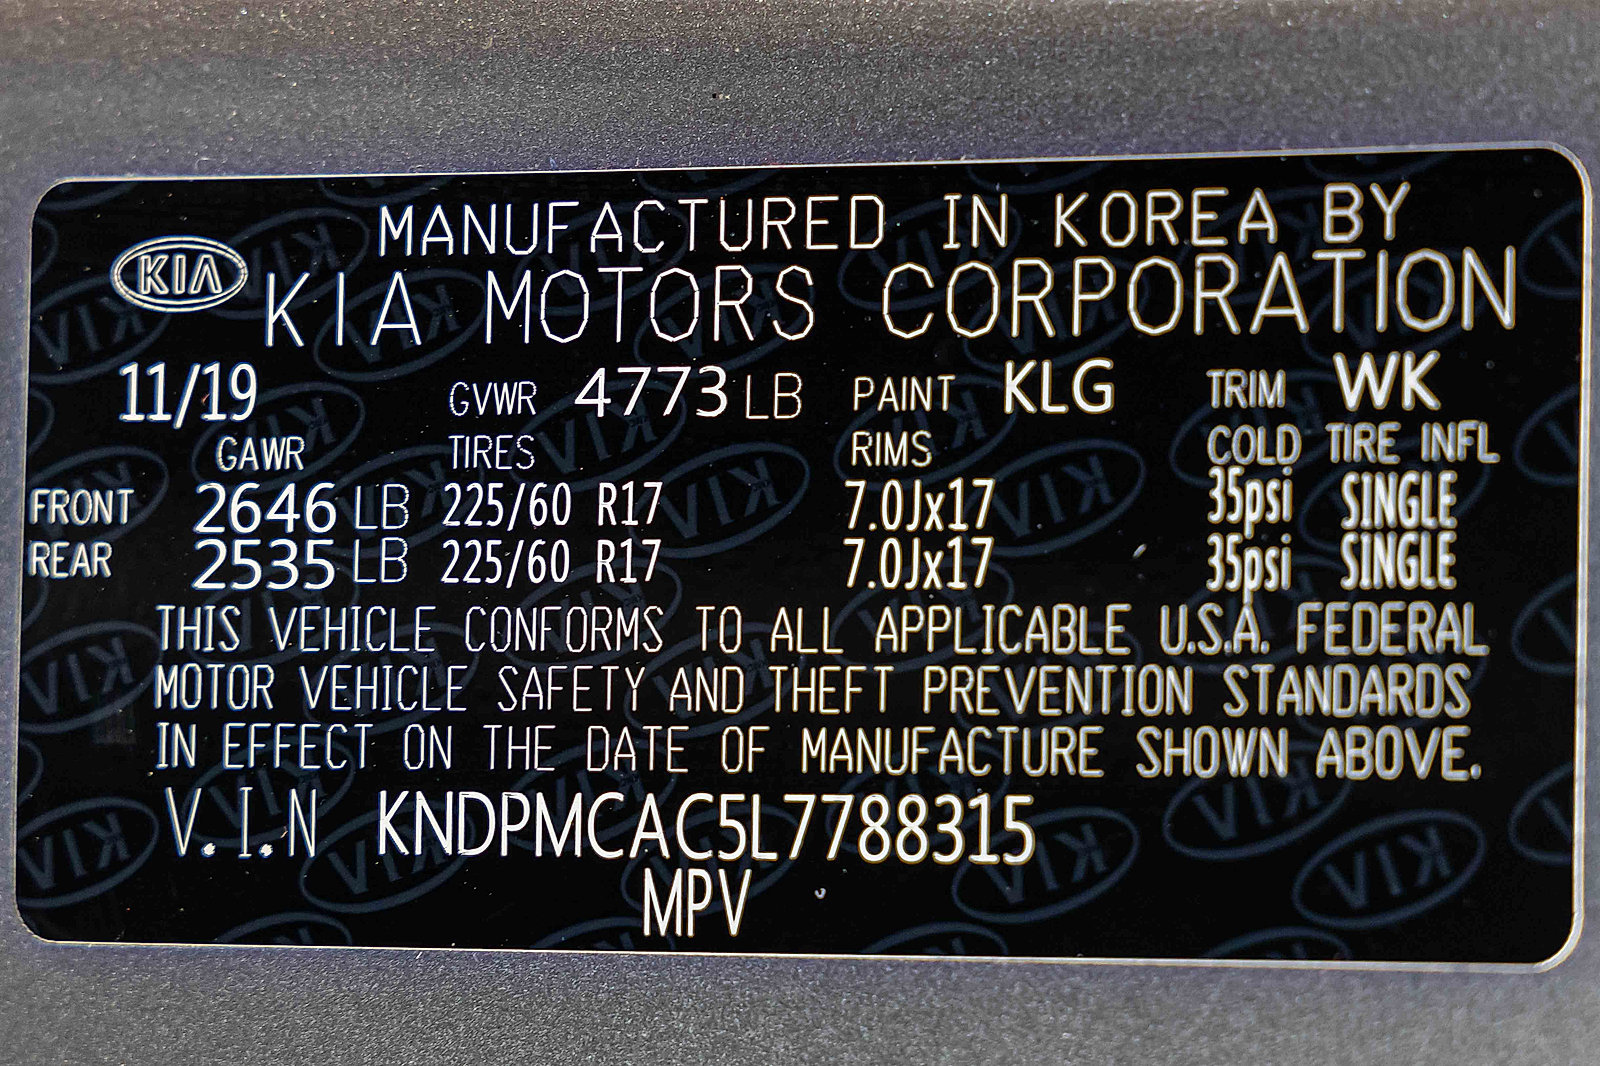 MANUFACTURED IN KOREA BY
KIA KIA MOTORS CORPORATION
11/19 GVWR 4773 LB PAINT KLG TRIM WK
GAWR TIRES RIMS COLD TIRE INFL
FRONT 2646 LB 225/60 R17 7.0Jx17 35psi SINGLE
REAR 2535 LB 225/60 R17 7.0Jx17 35psi SINGLE
THIS VEHICLE CONFORMS TO ALL APPLICABLE U.S.A. FEDERAL
MOTOR VEHICLE SAFETY AND THEFT PREVENTION STANDARDS
IN EFFECT ON THE DATE OF MANUFACTURE SHOWN ABOVE.
V.I.N KNDPMCAC5L7788315
MPV